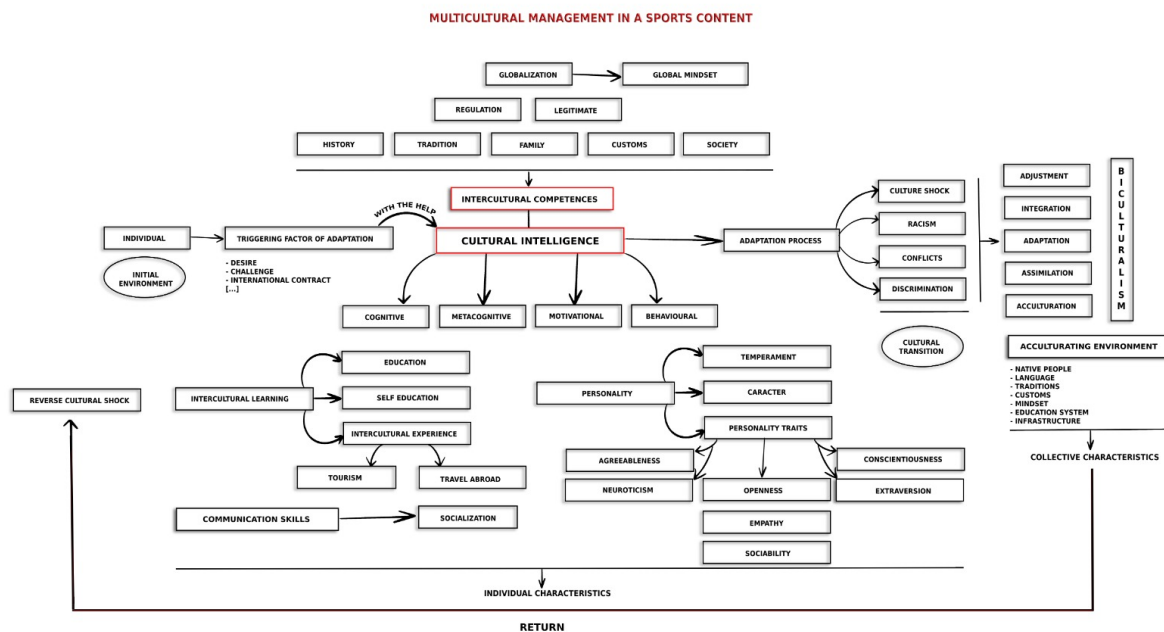 MULTICULTURAL MANAGEMENT IN A SPORTS CONTENT
GLOBALIZATION
GLOBAL MINDSET
REGULATION
LEGITIMATE
HISTORY
TRADITION
FAMILY
CUSTOMS
SOCIETY
INTERCULTURAL COMPETENCES
WITH THE HELP
INDIVIDUAL
TRIGGERING FACTOR OF ADAPTATION
CULTURAL INTELLIGENCE
ADAPTATION PROCESS
INITIAL
ENVIRONMENT
- DESIRE
- CHALLENGE
- INTERNATIONAL CONTRACT
[...]
CULTURE SHOCK
RACISM
CONFLICTS
DISCRIMINATION
CULTURAL
TRANSITION
ADJUSTMENT
INTEGRATION
ADAPTATION
ASSIMILATION
ACCULTURATION
BICULTURALISM
COGNITIVE
METACOGNITIVE
MOTIVATIONAL
BEHAVIOURAL
ACCULTURATING ENVIRONMENT
- NATIVE PEOPLE
- LANGUAGE
- TRADITIONS
- CUSTOMS
- MINDSET
- EDUCATION SYSTEM
- INFRASTRUCTURE
COLLECTIVE CHARACTERISTICS
REVERSE CULTURAL SHOCK
INTERCULTURAL LEARNING
EDUCATION
SELF EDUCATION
INTERCULTURAL EXPERIENCE
TOURISM
TRAVEL ABROAD
COMMUNICATION SKILLS
SOCIALIZATION
PERSONALITY
TEMPERAMENT
CARACTER
PERSONALITY TRAITS
AGREEABLENESS
CONSCIENTIOUSNESS
NEUROTICISM
OPENNESS
EXTRAVERSION
EMPATHY
SOCIABILITY
INDIVIDUAL CHARACTERISTICS
RETURN